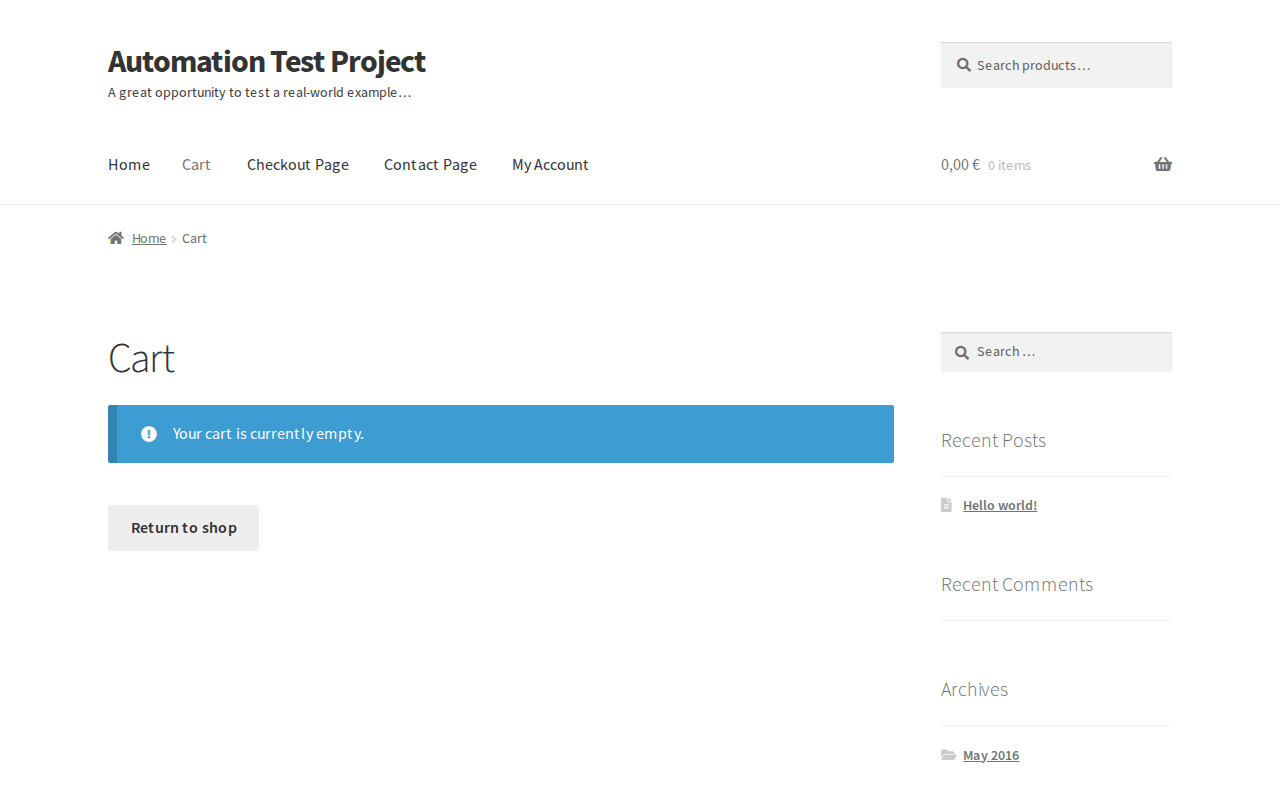 Automation Test Project
A great opportunity to test a real-world example…
Search products…
Home
Cart
Checkout Page
Contact Page
My Account
0,00 € 0 items
Home
Cart
Cart
Your cart is currently empty.
Return to shop
Search …
Recent Posts
Hello world!
Recent Comments
Archives
May 2016